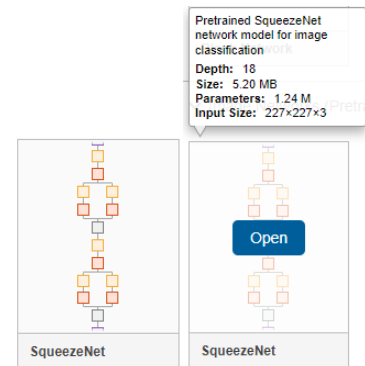 Pretrained SqueezeNet
network model for image
classification
Depth: 18
Size: 5.20 MB
Parameters: 1.24 M
Input Size: 227×227×3
Open
SqueezeNet
SqueezeNet